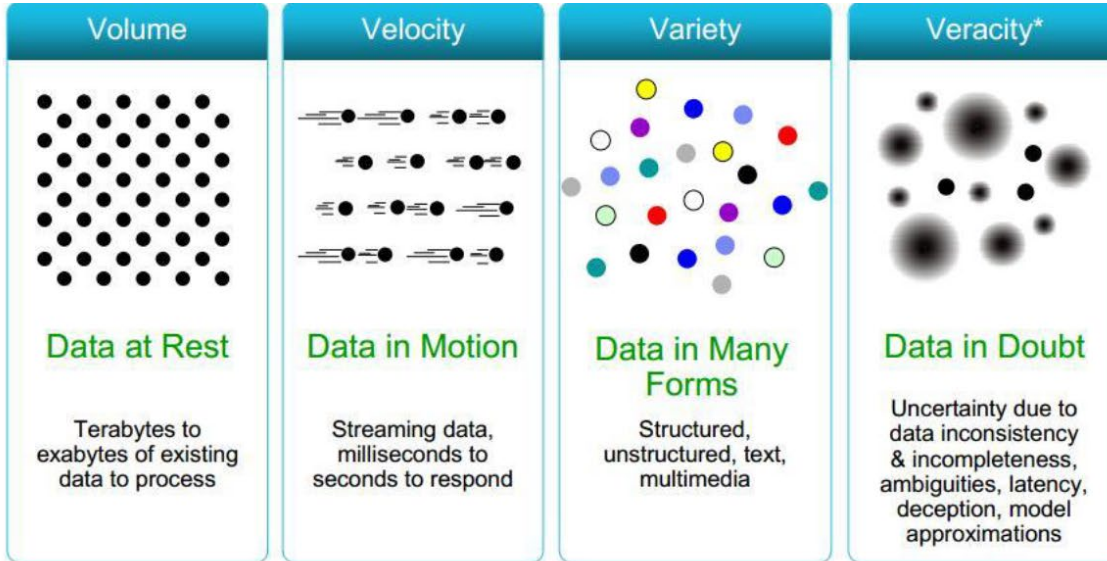 Volume
Data at Rest
Terabytes to
exabytes of existing
data to process
Velocity
Data in Motion
Streaming data,
milliseconds to
seconds to respond
Variety
Data in Many
Forms
Structured,
unstructured, text,
multimedia
Veracity*
Data in Doubt
Uncertainty due to
data inconsistency
& incompleteness,
ambiguities, latency,
deception, model
approximations